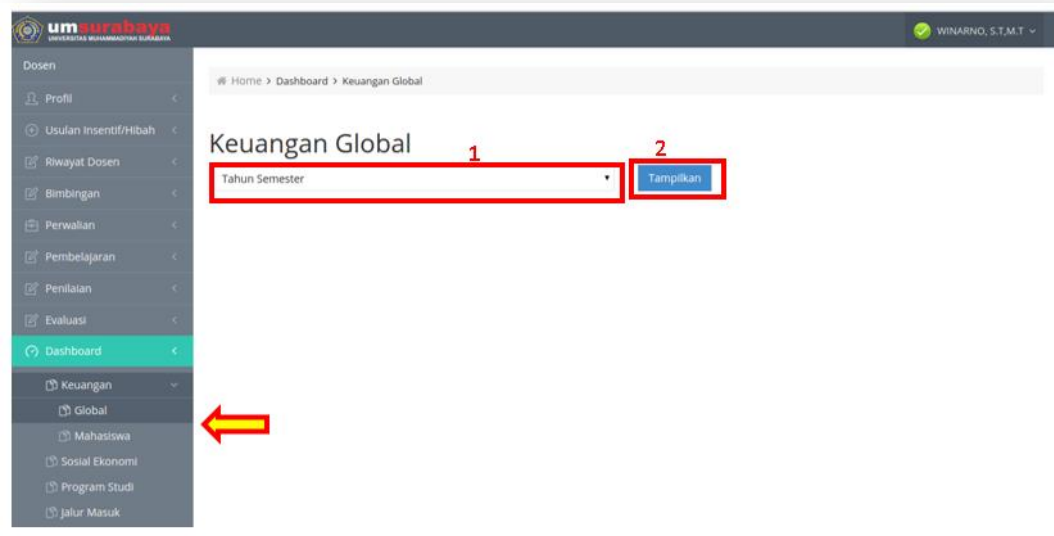 umsurabaya
UNIVERSITAS MUHAMMADIYAH SURABAYA
WINARNO, S.T,M.T
Dosen
Home > Dashboard > Keuangan Global
Profil
Usulan Insentif/Hibah
Riwayat Dosen
Bimbingan
Perwalian
Pembelajaran
Penilaian
Evaluasi
Dashboard
Keuangan
Global
Mahasiswa
Sosial Ekonomi
Program Studi
Jalur Masuk
Keuangan Global
1
2
Tahun Semester
Tampilkan